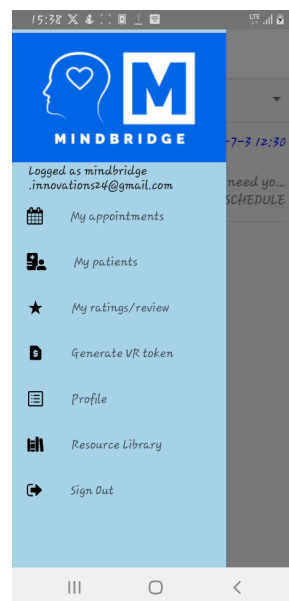 15:38
LTE
M
MINDBRIDGE
-7-3 12:30
Logged as mindbridge
.innovations24@gmail.com
need yo...
SCHEDULE
My appointments
My patients
My ratings/review
Generate VR token
Profile
Resource Library
Sign Out